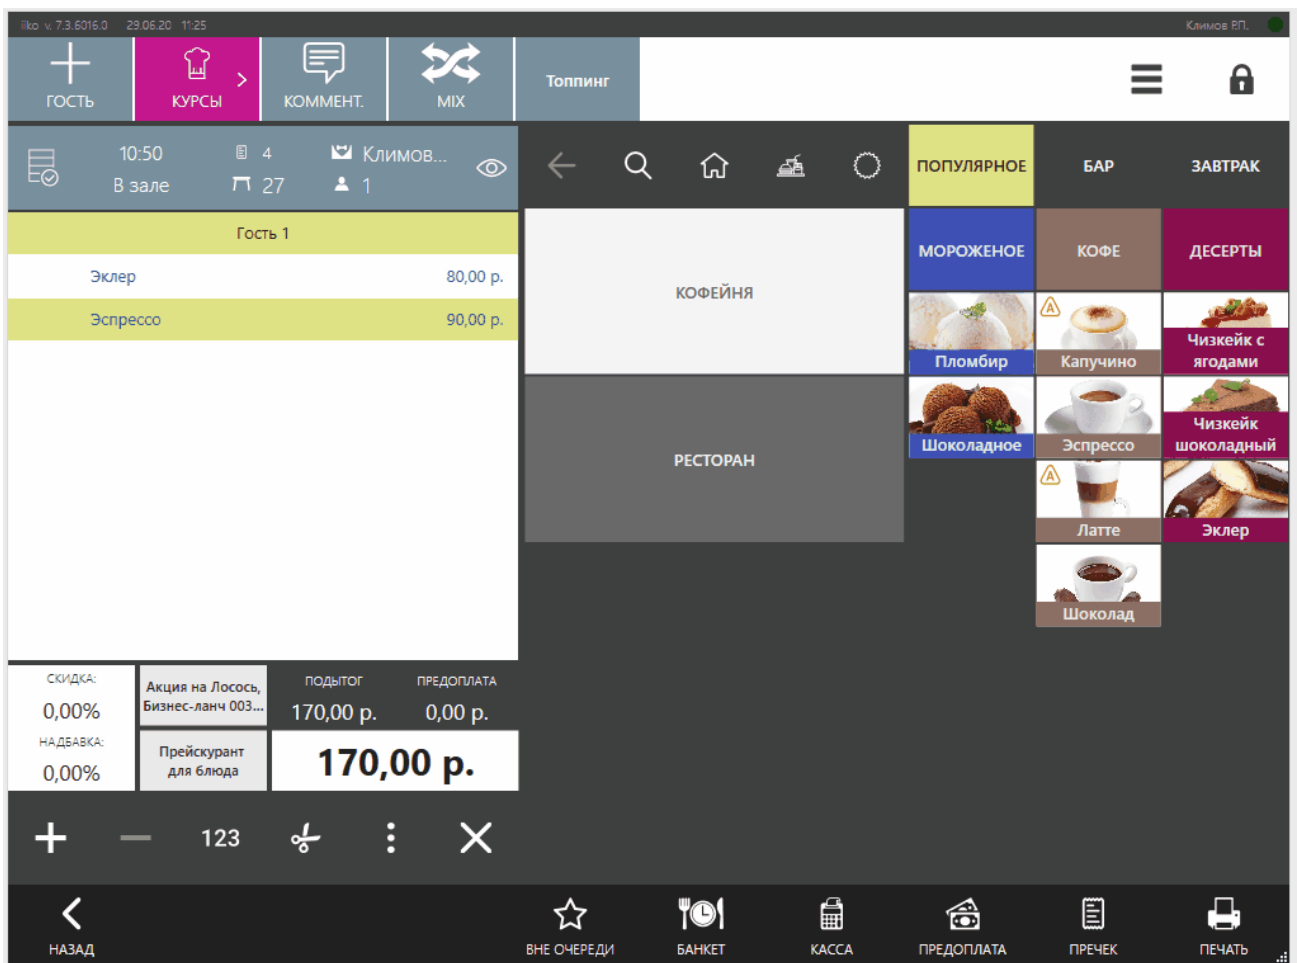 iiko v. 7.3.6016.0 29.06.20 11:25 Климов Р.П.
ГОСТЬ
КУРСЫ
КОММЕНТ.
MIX
Топпинг
10:50 4 Климов...
В зале 27 1
ПОПУЛЯРНОЕ БАР ЗАВТРАК
Гость 1
Эклер 80,00 р.
Эспрессо 90,00 р.
КОФЕЙНЯ
РЕСТОРАН
МОРОЖЕНОЕ КОФЕ ДЕСЕРТЫ
Пломбир
Капучино
Чизкейк с
ягодами
Шоколадное
Эспрессо
Чизкейк
шоколадный
Латте
Эклер
Шоколад
СКИДКА:
0,00%
НАДБАВКА:
0,00%
Акция на Лосось,
Бизнес-ланч 003...
Прейскурант
для блюда
ПОДЫТОГ ПРЕДОПЛАТА
170,00 р. 0,00 р.
170,00 р.
123
НАЗАД
ВНЕ ОЧЕРЕДИ
БАНКЕТ
КАССА
ПРЕДОПЛАТА
ПРЕЧЕК
ПЕЧАТЬ